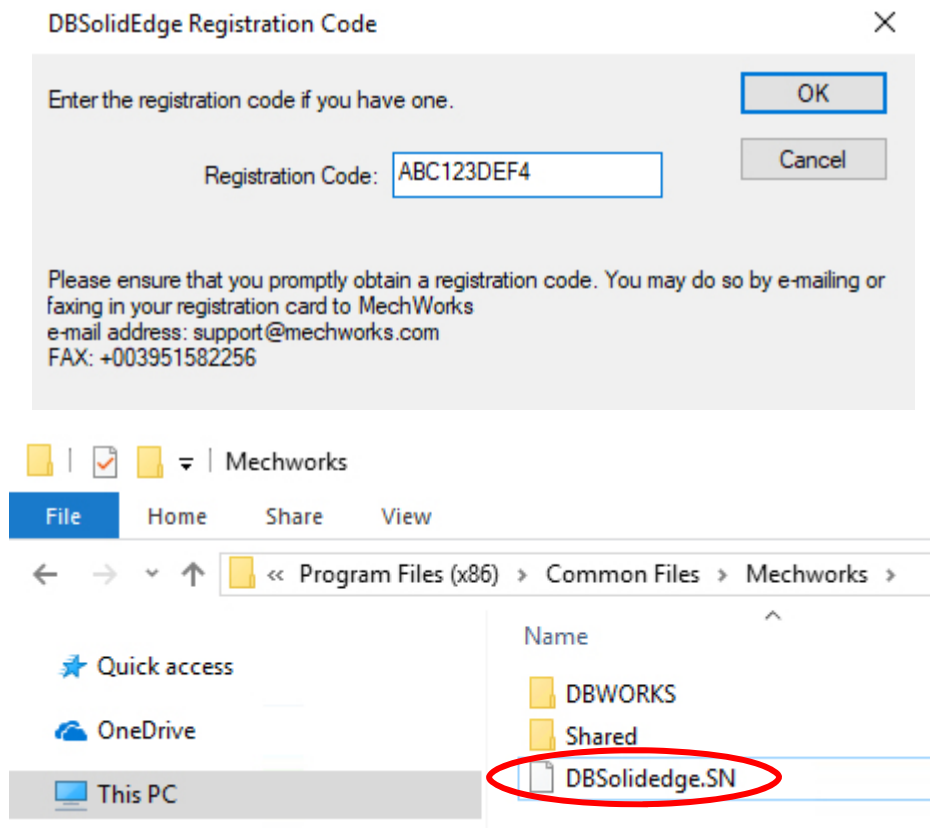 DBSolidEdge Registration Code
Enter the registration code if you have one.
OK
Registration Code: ABC123DEF4
Cancel
Please ensure that you promptly obtain a registration code. You may do so by e-mailing or
faxing in your registration card to MechWorks
e-mail address: support@mechworks.com
FAX: +003951582256
Mechworks
File Home Share View
« Program Files (x86) > Common Files > Mechworks >
Name
Quick access
DBWORKS
OneDrive
Shared
DBSolidedge.SN
This PC